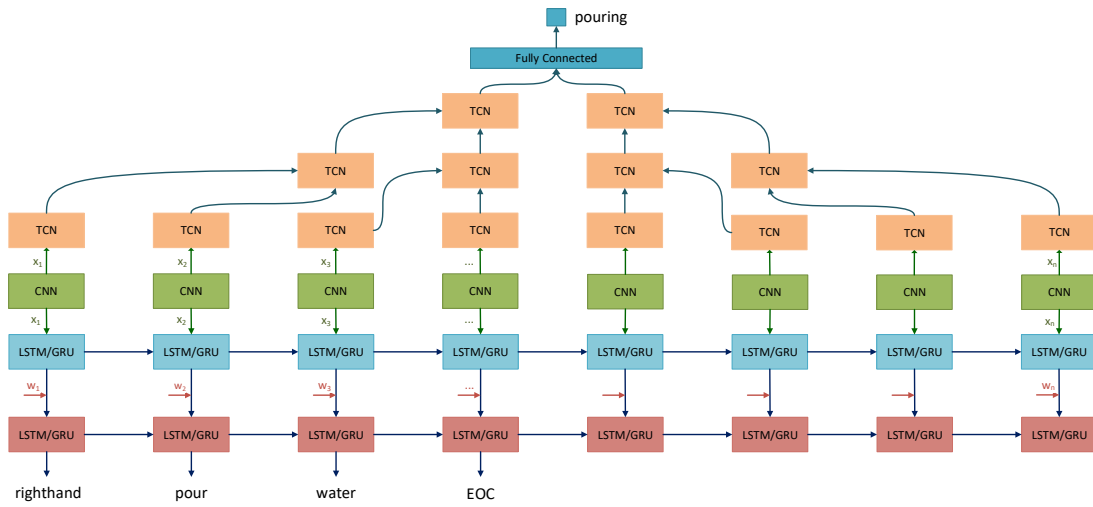 pouring
Fully Connected
TCN TCN
TCN TCN TCN TCN
TCN TCN TCN TCN TCN TCN TCN TCN
x₁ x₂ x₃ ... xₙ
CNN CNN CNN CNN CNN CNN CNN CNN
x₁ x₂ x₃ ... xₙ
LSTM/GRU LSTM/GRU LSTM/GRU LSTM/GRU LSTM/GRU LSTM/GRU LSTM/GRU LSTM/GRU
w₁ w₂ w₃ ... wₙ
LSTM/GRU LSTM/GRU LSTM/GRU LSTM/GRU LSTM/GRU LSTM/GRU LSTM/GRU LSTM/GRU
righthand pour water EOC